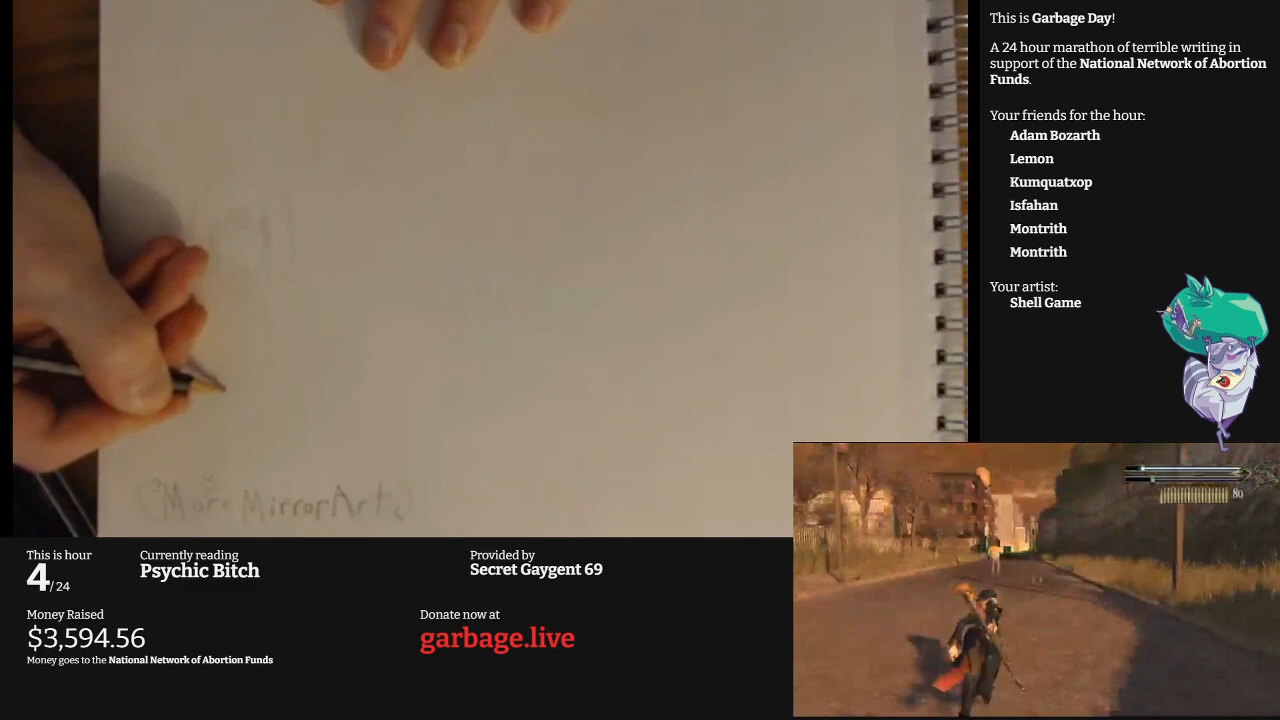 This is Garbage Day!
A 24 hour marathon of terrible writing in
support of the National Network of Abortion
Funds.
Your friends for the hour:
Adam Bozarth
Lemon
Kumquatxop
Isfahan
Montrith
Montrith
Your artist:
Shell Game
(More Mirror Art)
80
This is hour
4/24
Currently reading
Psychic Bitch
Provided by
Secret Gaygent 69
Money Raised
$3,594.56
Money goes to the National Network of Abortion Funds
Donate now at
garbage.live